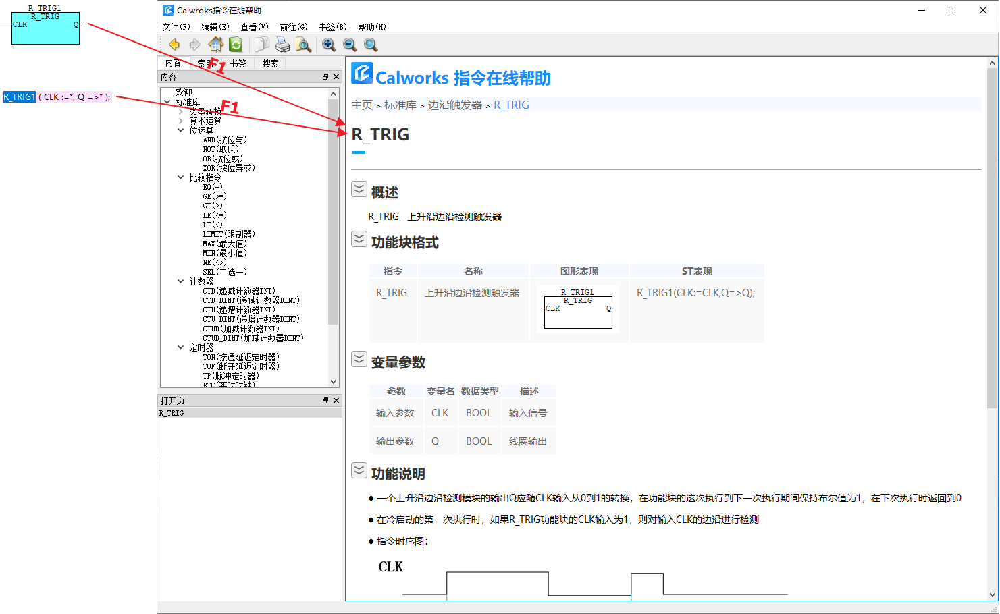 R_TRIG1
R_TRIG
CLK Q
R_TRIG1 ( CLK :=*, Q =>* );
F1
F1
Calwroks指令在线帮助
文件(F) 编辑(E) 查看(V) 前往(G) 书签(B) 帮助(H)
内容 索引 书签 搜索
内容
欢迎
标准库
类型转换
算术运算
位运算
AND(按位与)
NOT(取反)
OR(按位或)
XOR(按位异或)
比较指令
EQ(=)
GE(>=)
GT(>)
LE(<=)
LT(<)
LIMIT(限制器)
MAX(最大值)
MIN(最小值)
NE(<>)
SEL(二选一)
计数器
CTD(递减计数器INT)
CTD_DINT(递减计数器DINT)
CTU(递增计数器INT)
CTU_DINT(递增计数器DINT)
CTUD(加减计数器INT)
CTUD_DINT(加减计数器DINT)
定时器
TON(接通延迟定时器)
TOF(断开延迟定时器)
TP(脉冲定时器)
RTC(实时时钟)
打开页
R_TRIG
Calworks 指令在线帮助
主页 > 标准库 > 边沿触发器 > R_TRIG
R_TRIG
概述
R_TRIG--上升沿边沿检测触发器
功能块格式
指令 名称 图形表现 ST表现
R_TRIG 上升沿边沿检测触发器 R_TRIG1 R_TRIG1(CLK:=CLK,Q=>Q);
R_TRIG
CLK Q
变量参数
参数 变量名 数据类型 描述
输入参数 CLK BOOL 输入信号
输出参数 Q BOOL 线圈输出
功能说明
● 一个上升沿边沿检测模块的输出Q应随CLK输入从0到1的转换，在功能块的这次执行到下一次执行期间保持布尔值为1，在下次执行时返回到0
● 在冷启动的第一次执行时，如果R_TRIG功能块的CLK输入为1，则对输入CLK的边沿进行检测
● 指令时序图：
CLK